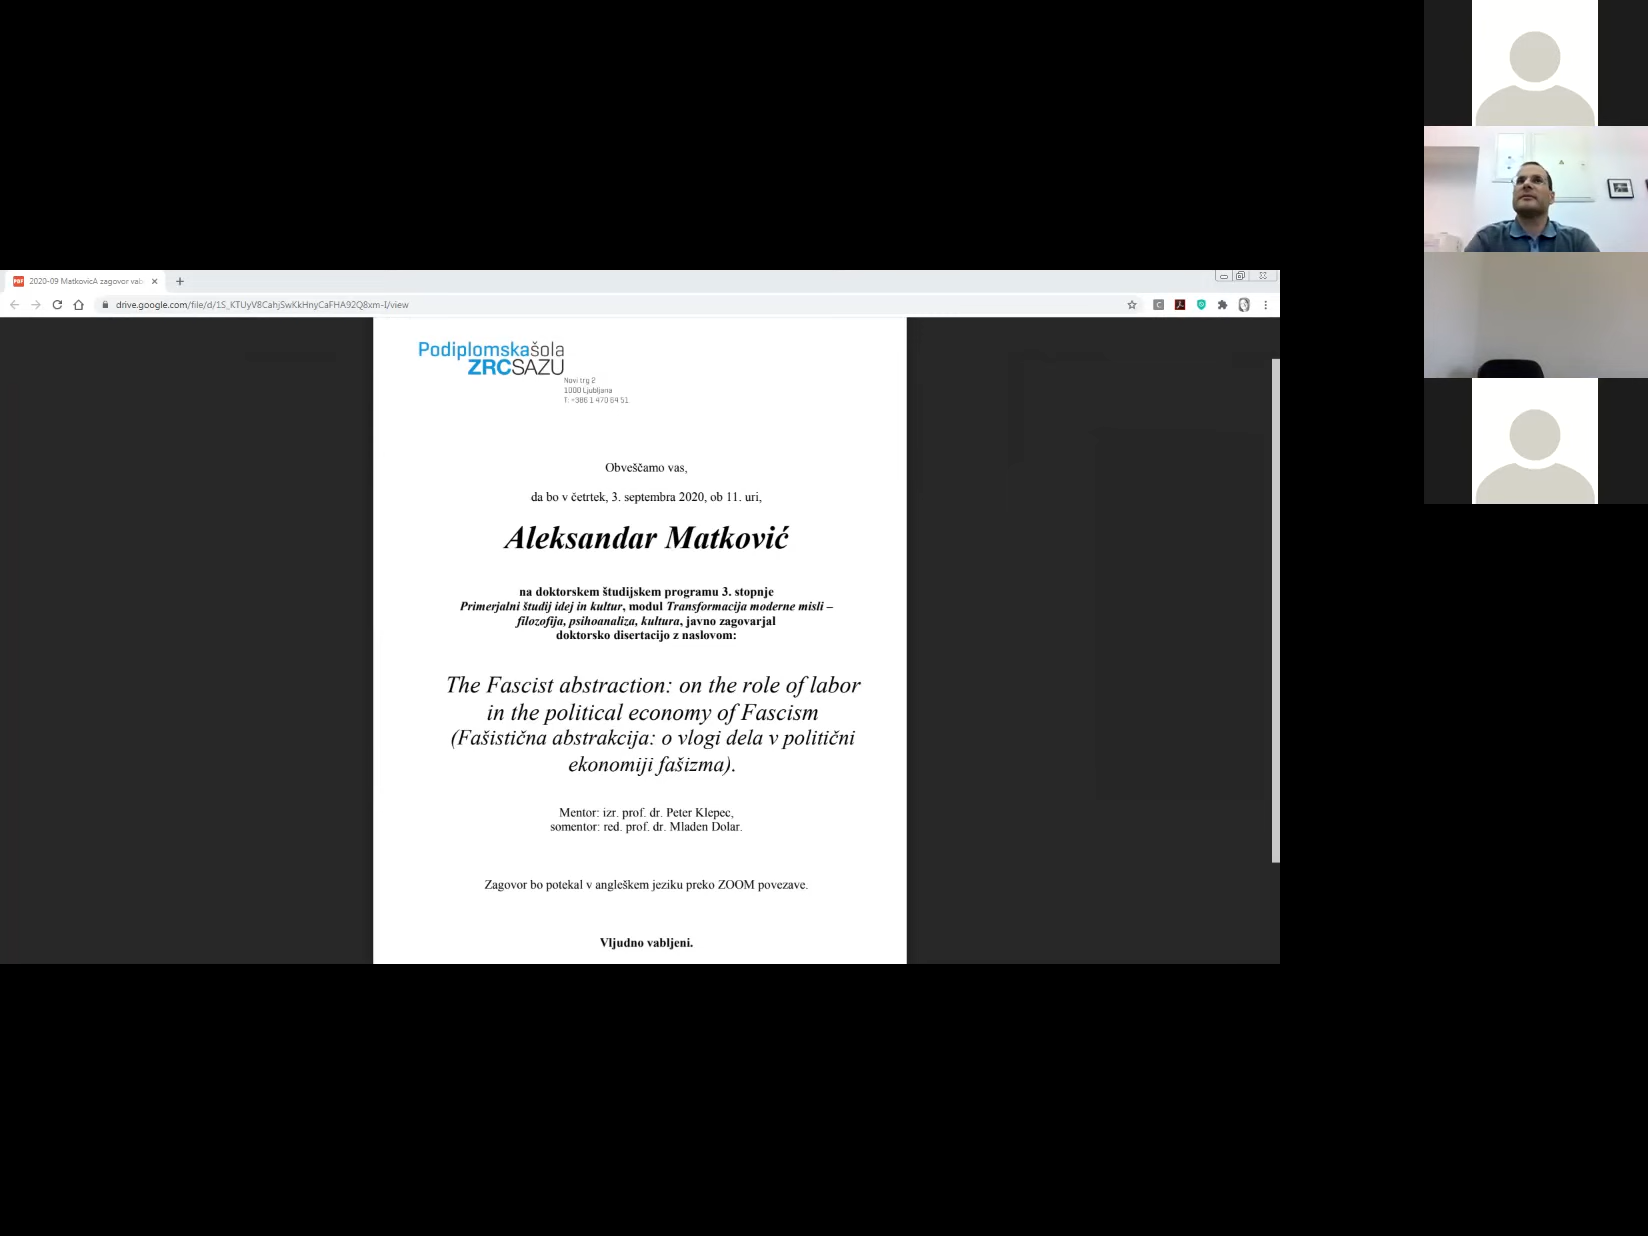 2020-09 MatkovicA zagovor vab
drive.google.com/file/d/1S_KTUyV8CahjSwKkHnyCaFHA92Q8xm-I/view
Podiplomskašola
ZRCSAZU
Novi trg 2
1000 Ljubljana
T: +386 1 470 64 51
Obveščamo vas,
da bo v četrtek, 3. septembra 2020, ob 11. uri,
Aleksandar Matković
na doktorskem študijskem programu 3. stopnje
Primerjalni študij idej in kultur, modul Transformacija moderne misli –
filozofija, psihoanaliza, kultura, javno zagovarjal
doktorsko disertacijo z naslovom:
The Fascist abstraction: on the role of labor
in the political economy of Fascism
(Fašistična abstrakcija: o vlogi dela v politični
ekonomiji fašizma).
Mentor: izr. prof. dr. Peter Klepec,
somentor: red. prof. dr. Mladen Dolar.
Zagovor bo potekal v angleškem jeziku preko ZOOM povezave.
Vljudno vabljeni.